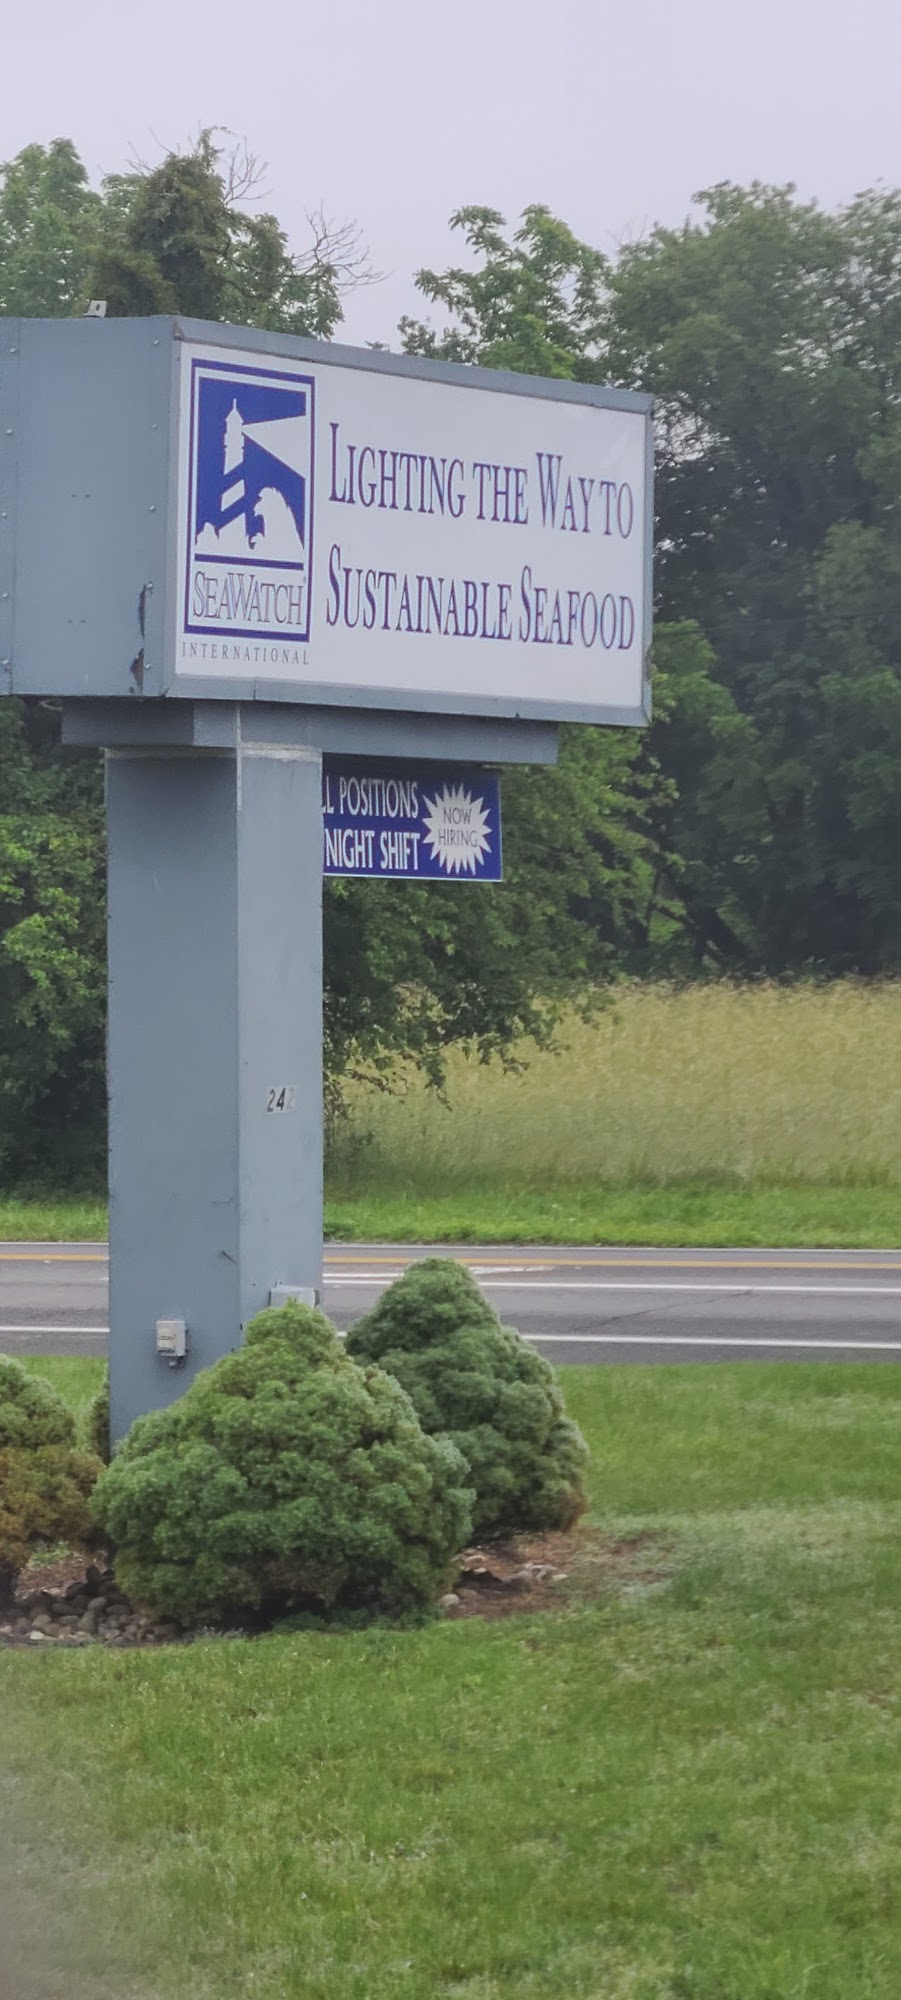 SEAWATCH
INTERNATIONAL
LIGHTING THE WAY TO
SUSTAINABLE SEAFOOD
POSITIONS
NIGHT SHIFT
NOW
HIRING